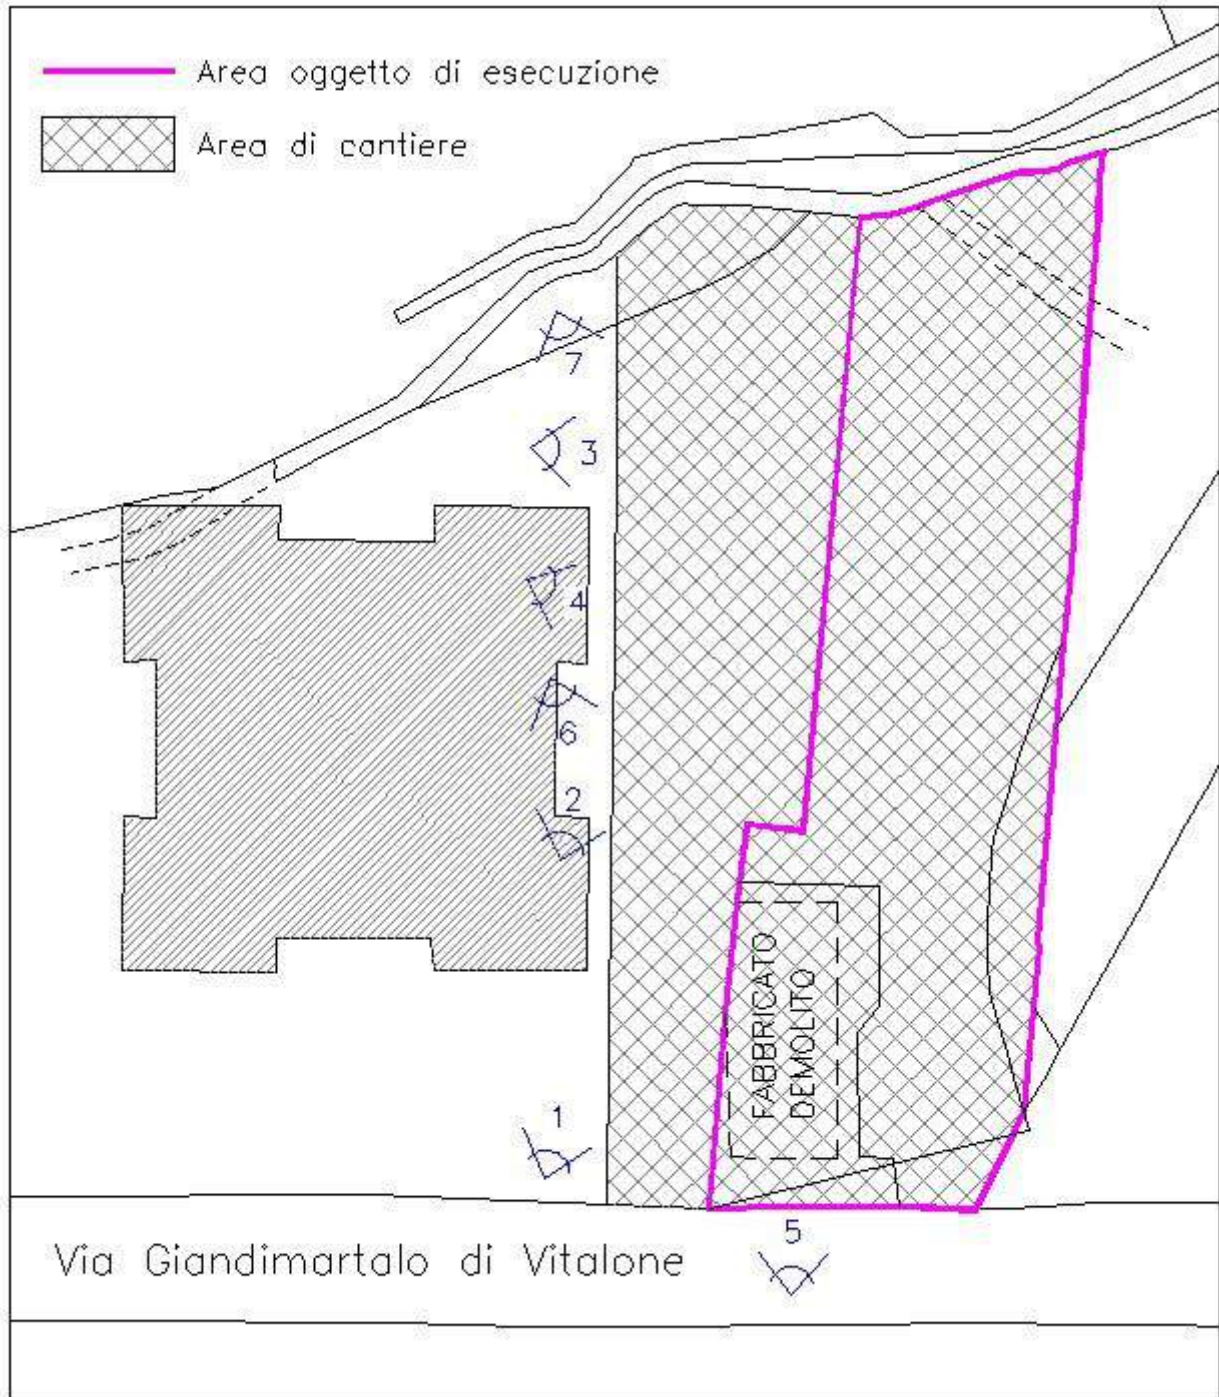 Area oggetto di esecuzione
Area di cantiere
7
3
4
6
2
FABBRICATO
DEMOLITO
1
5
Via Giandimartalo di Vitalone